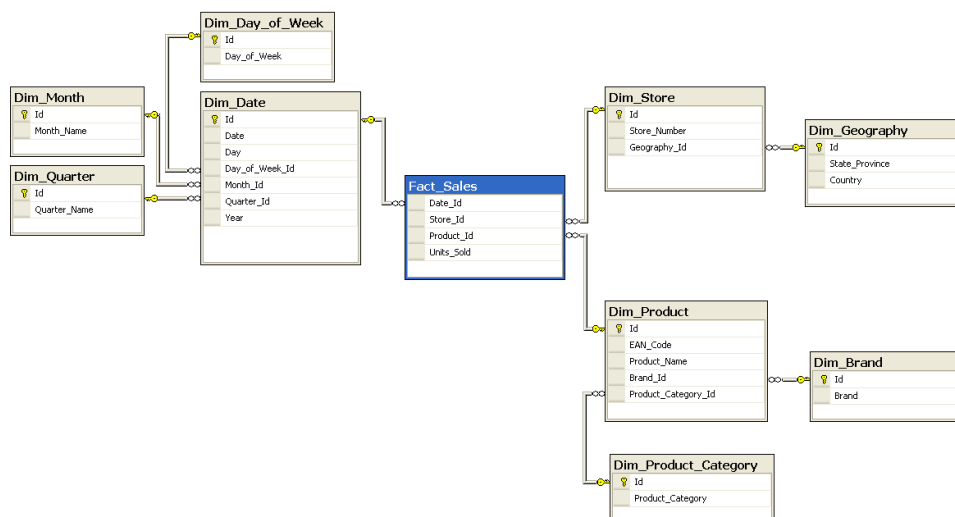 Dim_Day_of_Week
Id
Day_of_Week
Dim_Month
Id
Month_Name
Dim_Quarter
Id
Quarter_Name
Dim_Date
Id
Date
Day
Day_of_Week_Id
Month_Id
Quarter_Id
Year
Fact_Sales
Date_Id
Store_Id
Product_Id
Units_Sold
Dim_Store
Id
Store_Number
Geography_Id
Dim_Geography
Id
State_Province
Country
Dim_Product
Id
EAN_Code
Product_Name
Brand_Id
Product_Category_Id
Dim_Brand
Id
Brand
Dim_Product_Category
Id
Product_Category